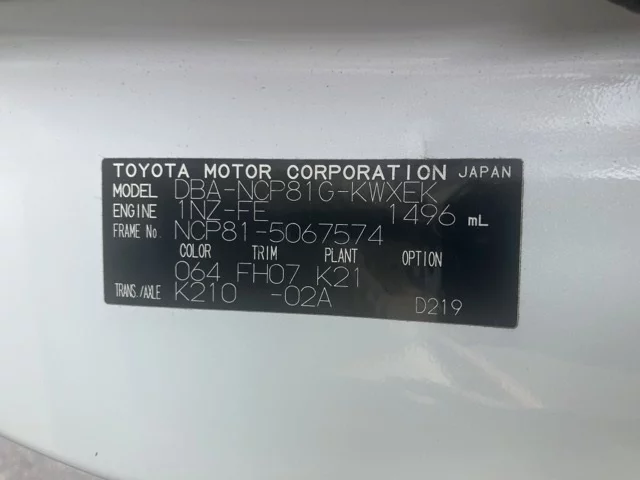 TOYOTA MOTOR CORPORATION JAPAN
MODEL DBA-NCP81G-KWXEK
ENGINE 1NZ-FE 1496 mL
FRAME No. NCP81-5067574
COLOR TRIM PLANT OPTION
064 FH07 K21
TRANS./AXLE K210 -02A D219